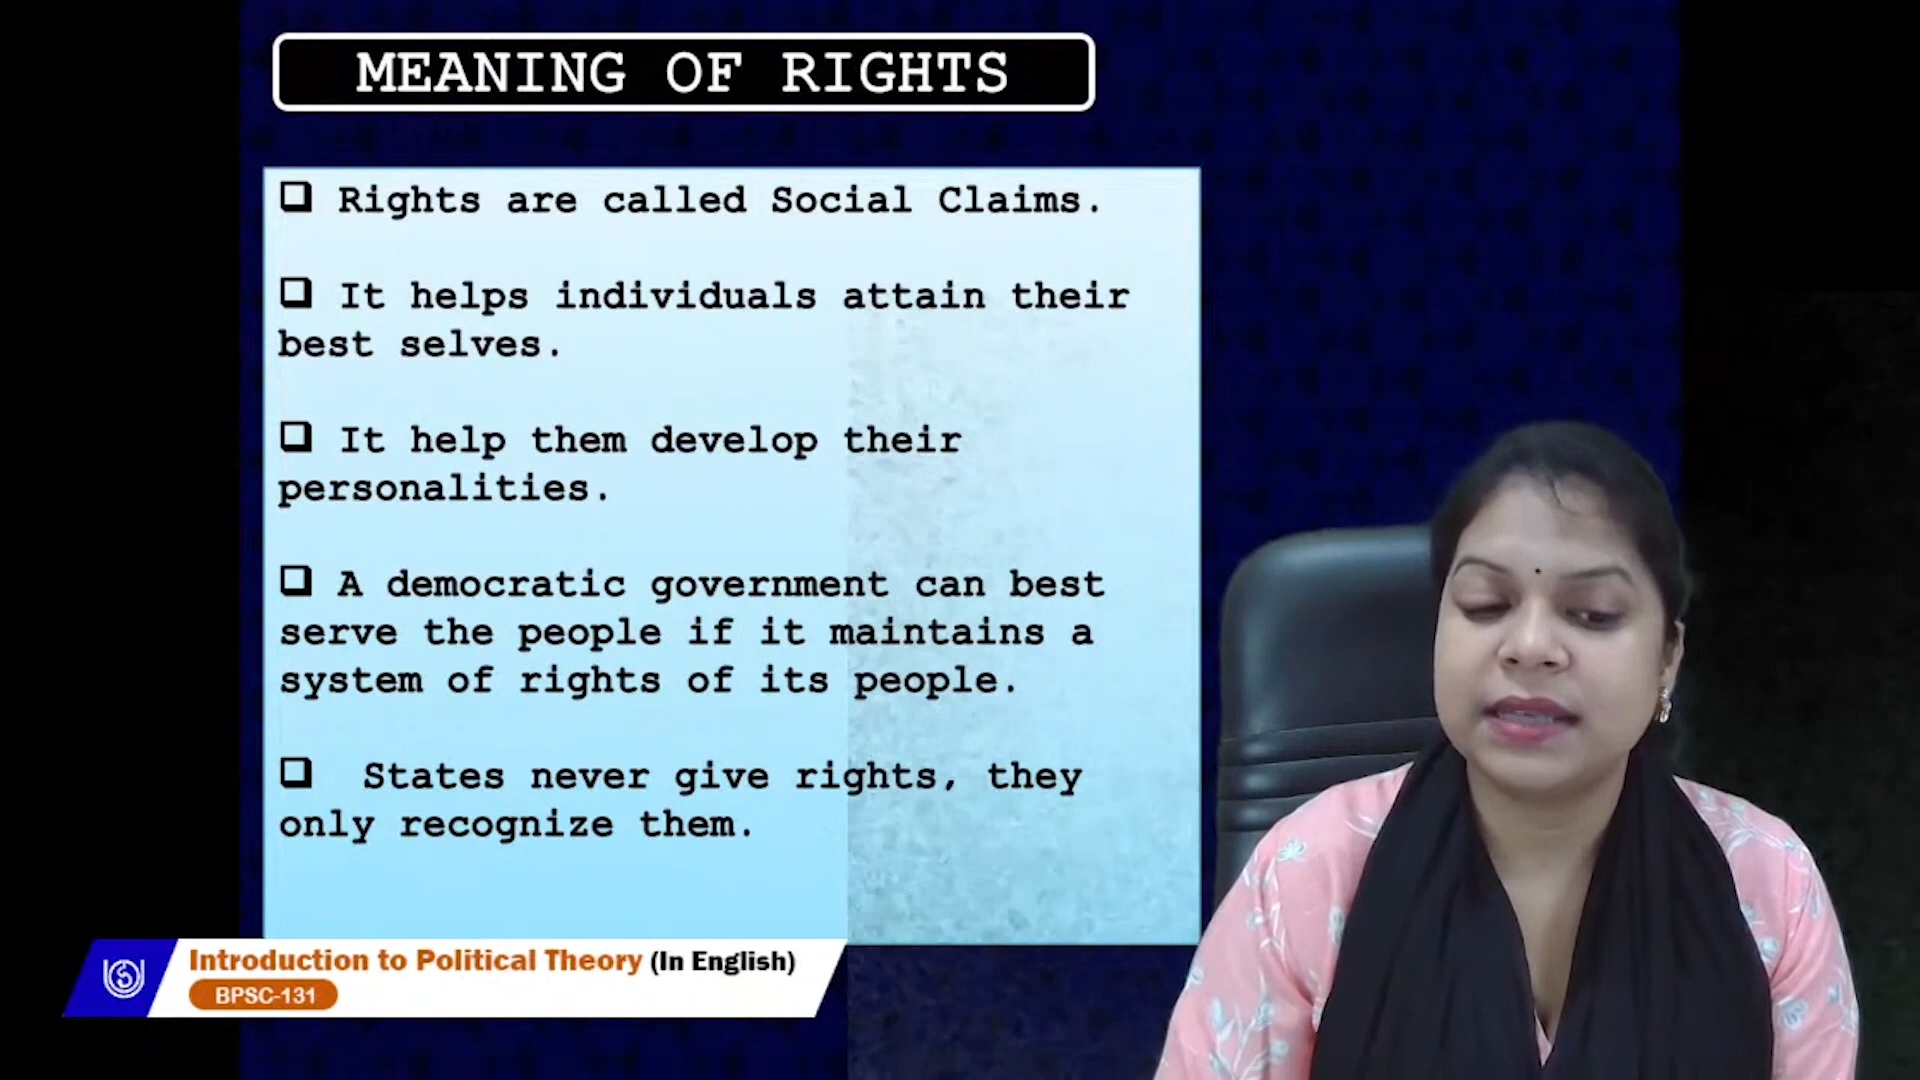 MEANING OF RIGHTS
❑ Rights are called Social Claims.
❑ It helps individuals attain their
best selves.
❑ It help them develop their
personalities.
❑ A democratic government can best
serve the people if it maintains a
system of rights of its people.
❑ States never give rights, they
only recognize them.
Introduction to Political Theory (In English)
BPSC-131